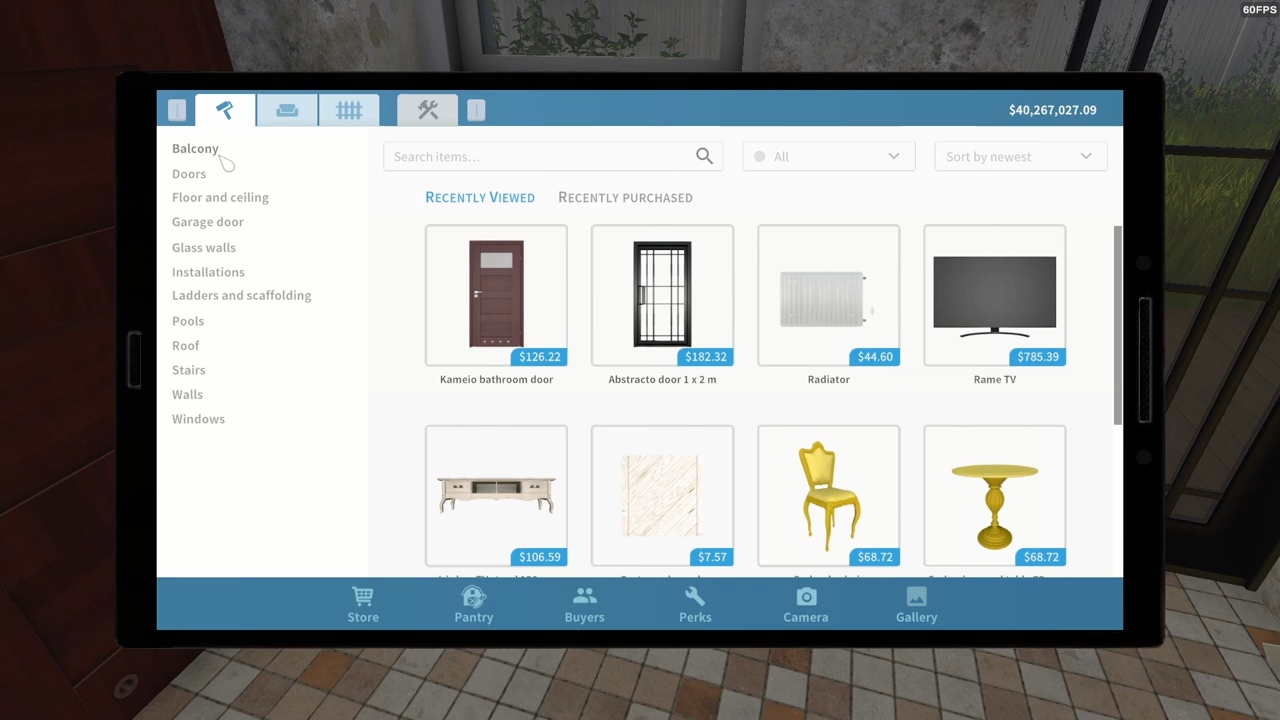 60FPS
$40,267,027.09
Balcony
Doors
Floor and ceiling
Garage door
Glass walls
Installations
Ladders and scaffolding
Pools
Roof
Stairs
Walls
Windows
Search items...
All
Sort by newest
Recently Viewed
Recently purchased
$126.22
$182.32
$44.60
$785.39
Kameio bathroom door
Abstracto door 1 x 2 m
Radiator
Rame TV
$106.59
$7.57
$68.72
$68.72
Store
Pantry
Buyers
Perks
Camera
Gallery